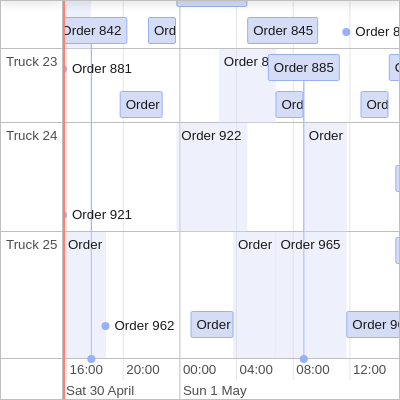 Order 842 Ord Order 845 Order 8
Truck 23 Order 881 Order 8 Order 885
Order Ord Ord
Truck 24 Order 922 Order
Order 921
Truck 25 Order Order Order 965
Order 962 Order Order 96
16:00 20:00 00:00 04:00 08:00 12:00
Sat 30 April Sun 1 May